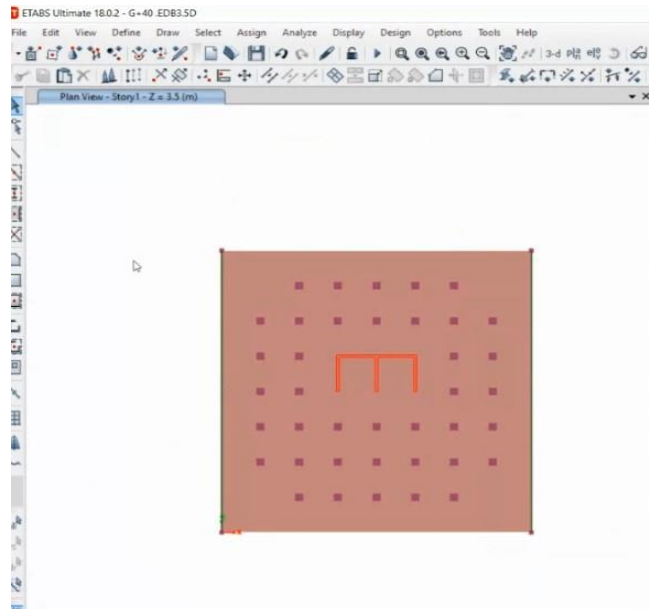 ETABS Ultimate 18.0.2 - G+40 .EDB3.5D
File Edit View Define Draw Select Assign Analyze Display Design Options Tools Help
3-d
Plan View - Story1 - Z = 3.5 (m)
X